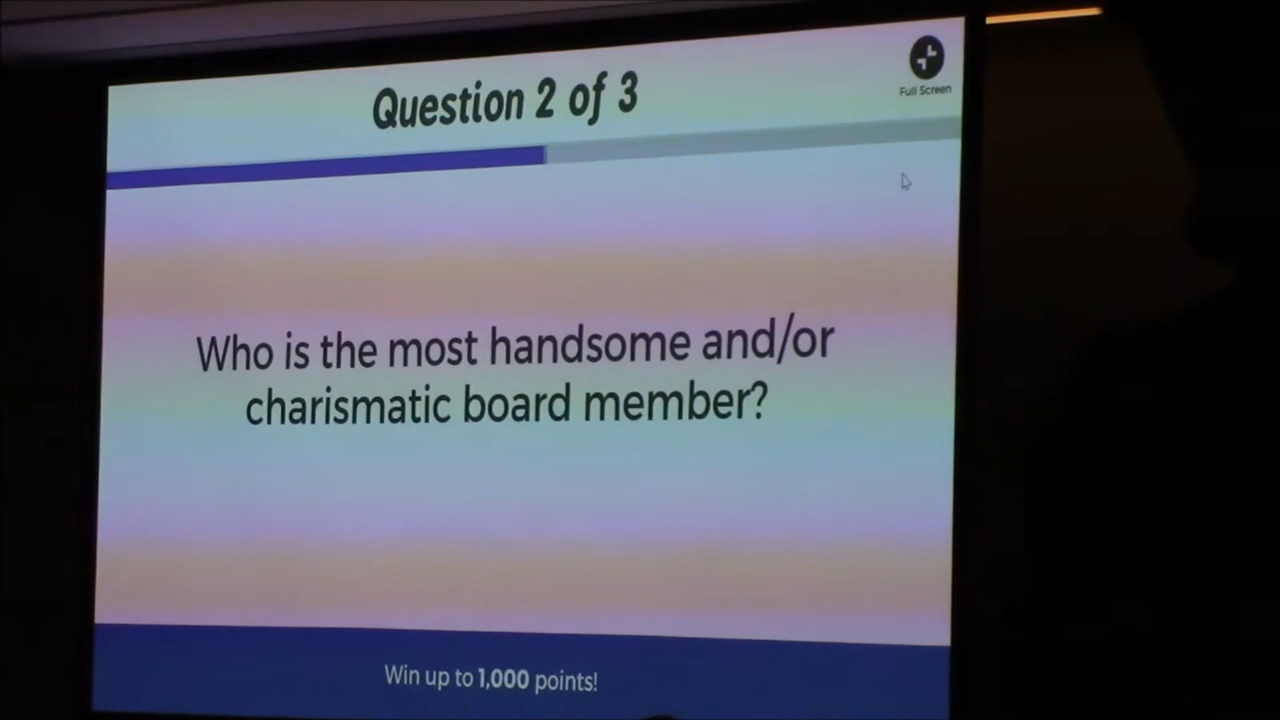 Question 2 of 3
Full Screen
Who is the most handsome and/or
charismatic board member?
Win up to 1,000 points!